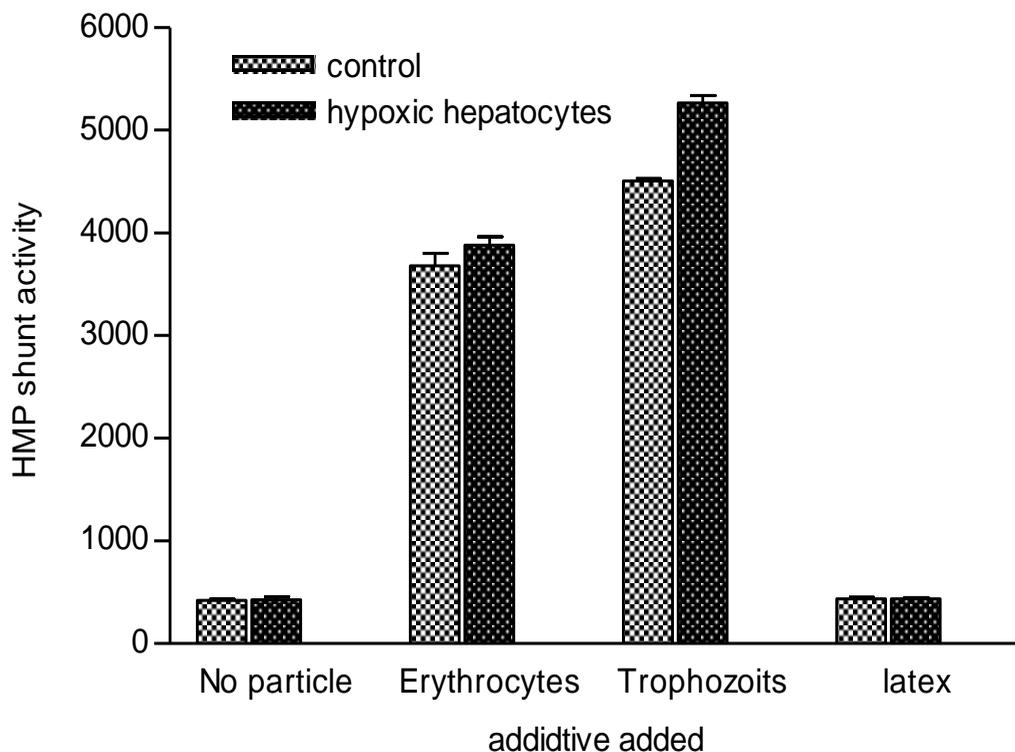 6000
control
hypoxic hepatocytes
5000
4000
3000
2000
1000
0
HMP shunt activity
No particle Erythrocytes Trophozoits latex
addidtive added